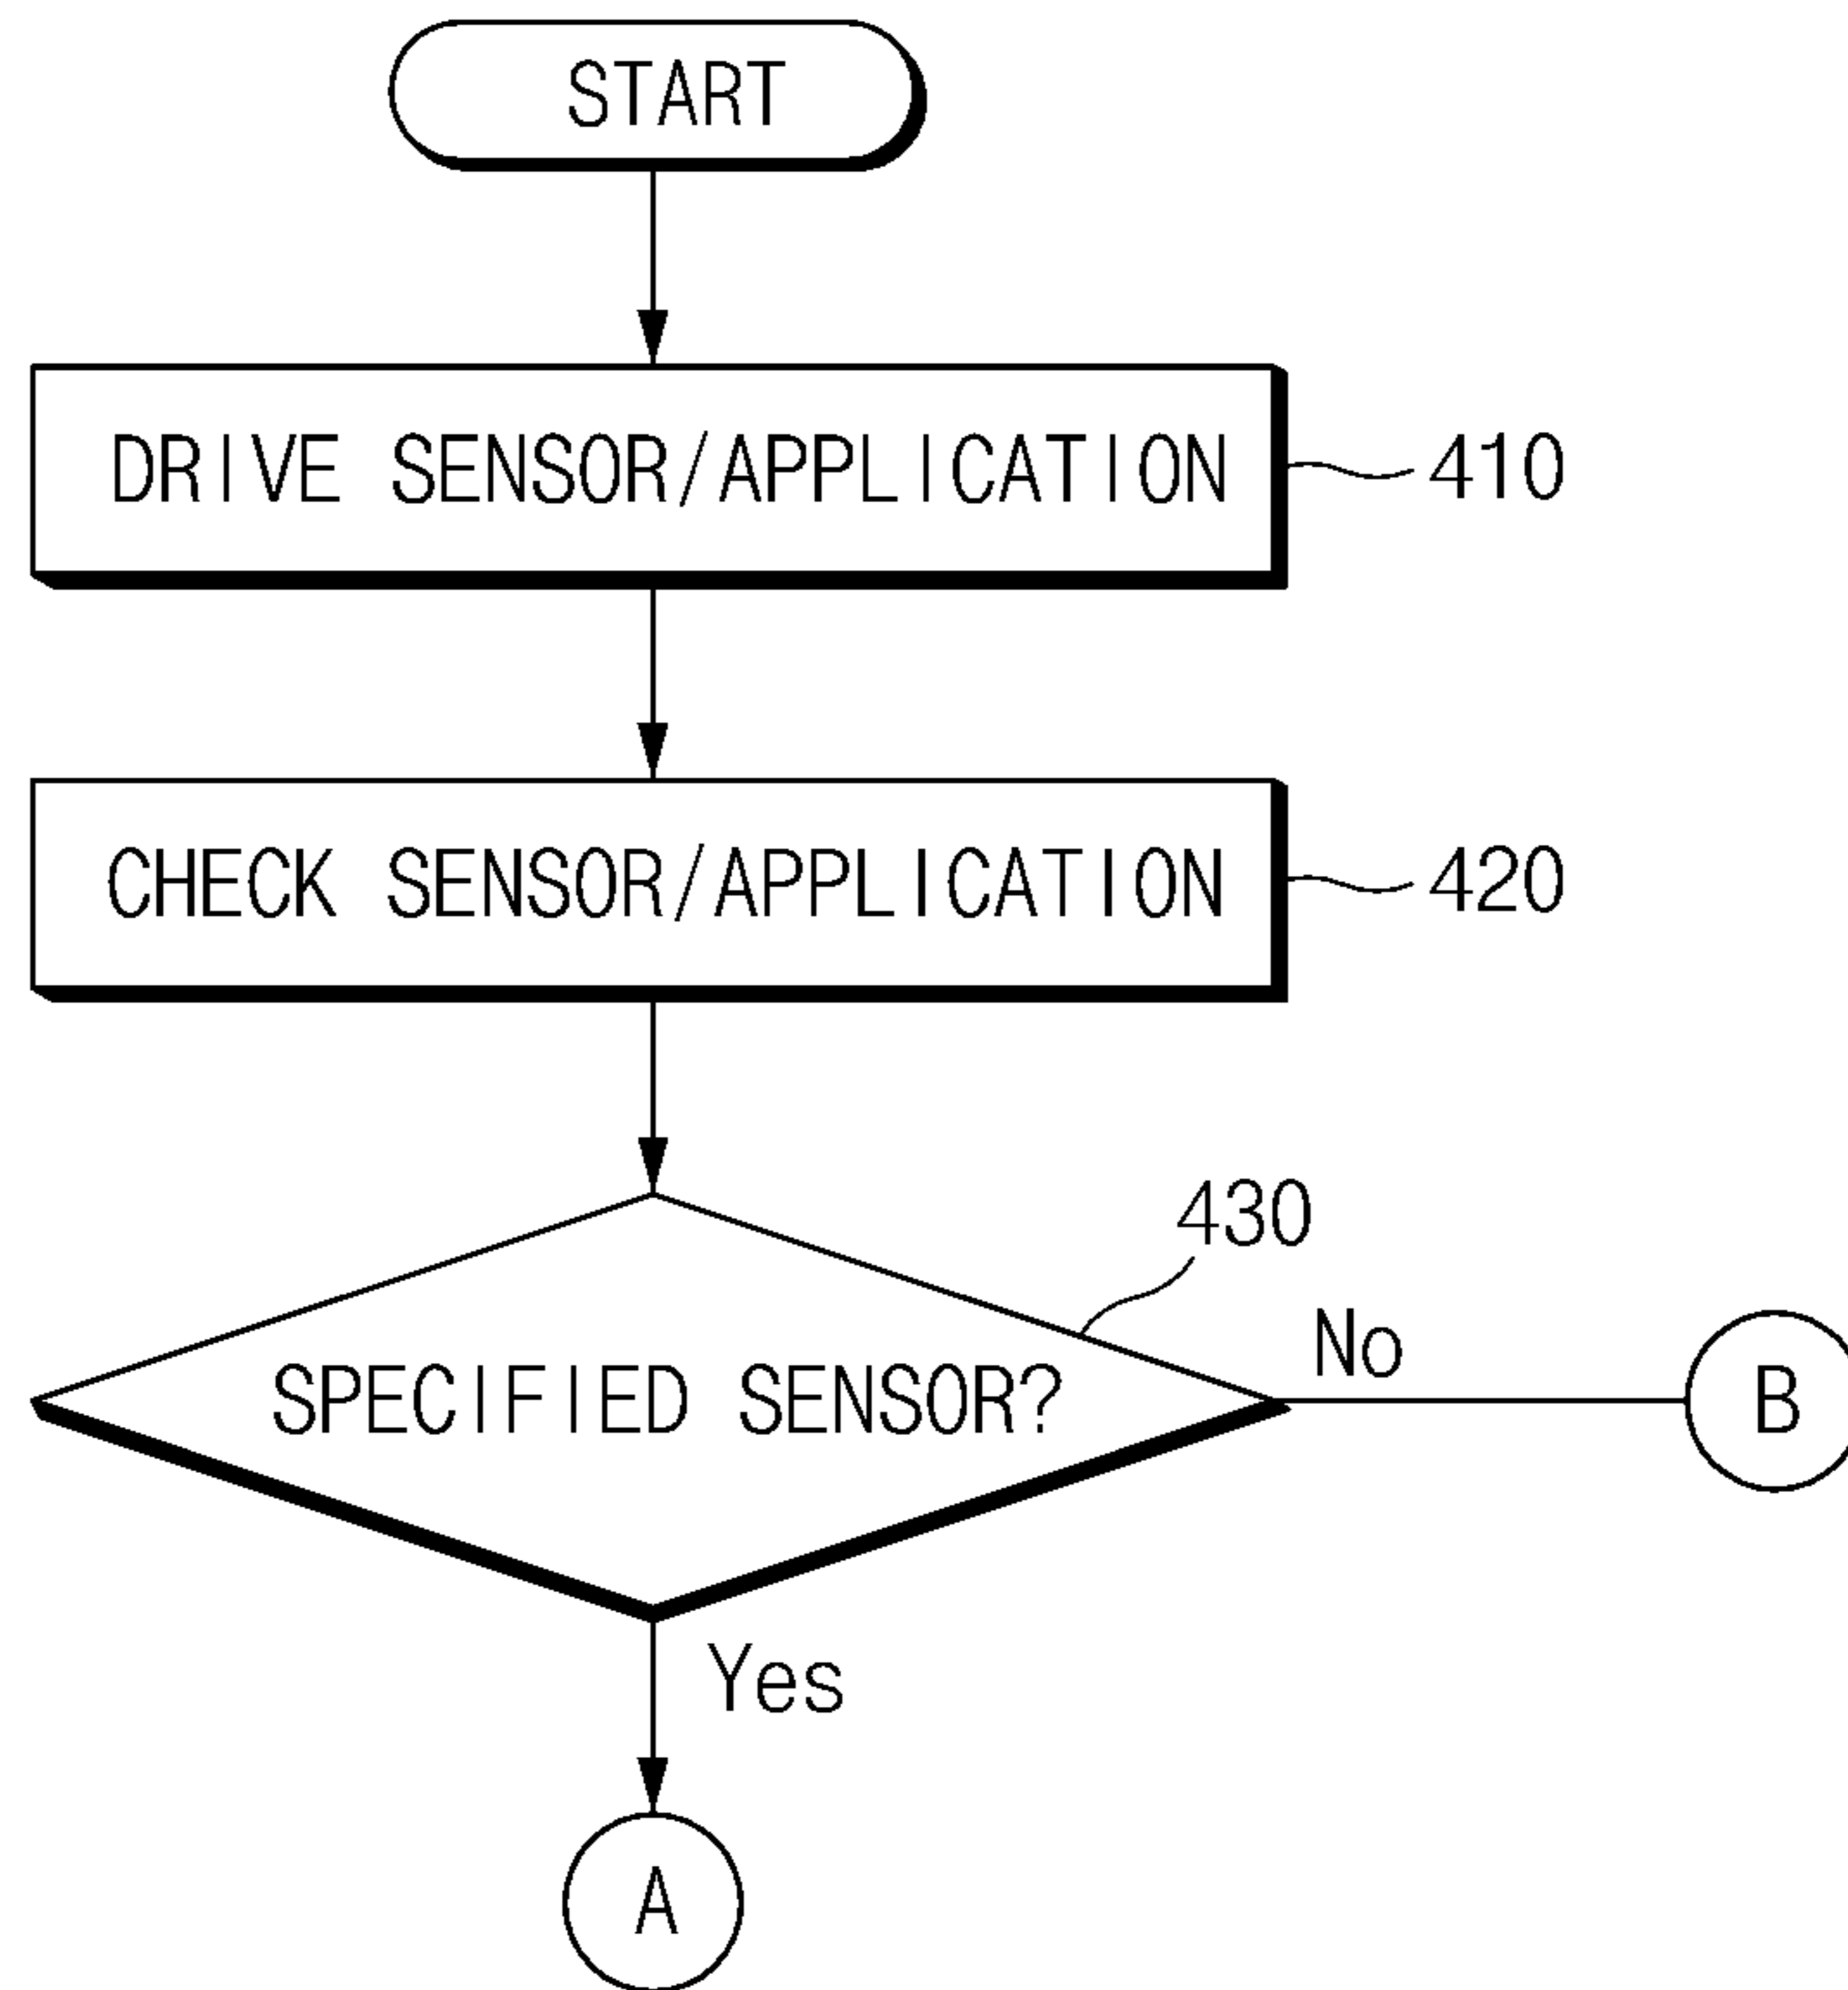 START
DRIVE SENSOR/APPLICATION
410
CHECK SENSOR/APPLICATION
420
430
SPECIFIED SENSOR?
No
B
Yes
A